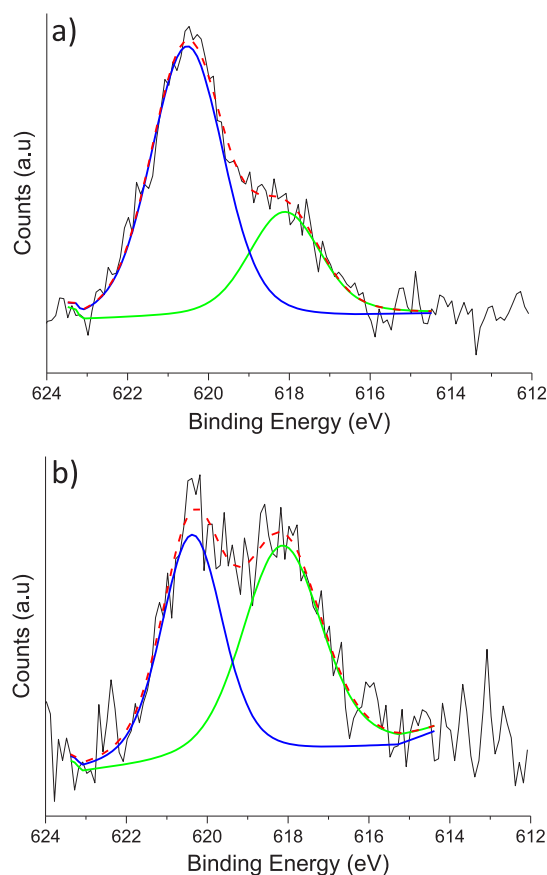 a)
Counts (a.u)
624 622 620 618 616 614 612
Binding Energy (eV)
b)
Counts (a.u)
624 622 620 618 616 614 612
Binding Energy (eV)